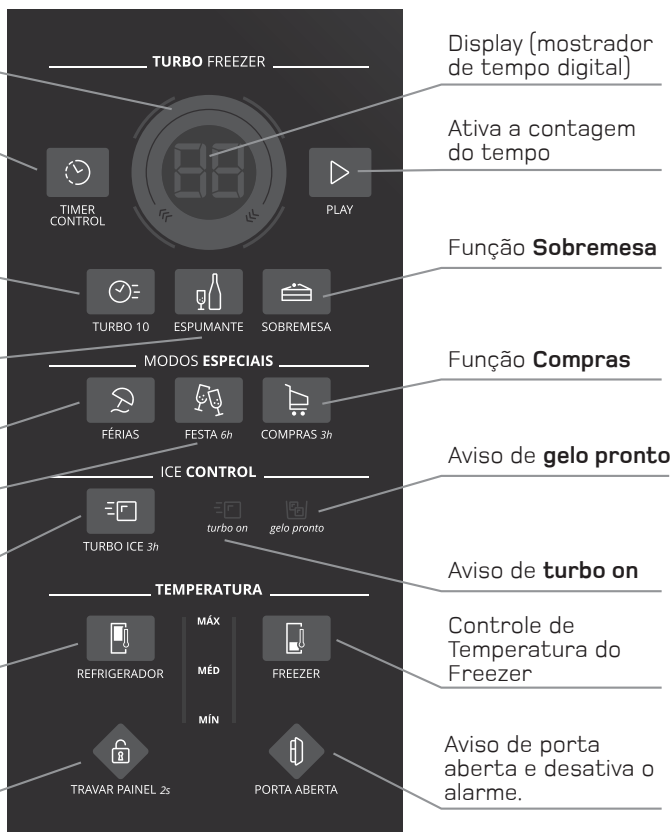 TURBO FREEZER
88
TIMER
CONTROL
PLAY
TURBO 10
ESPUMANTE
SOBREMESA
MODOS ESPECIAIS
FÉRIAS
FESTA 6h
COMPRAS 3h
ICE CONTROL
TURBO ICE 3h
turbo on
gelo pronto
TEMPERATURA
REFRIGERADOR
MÁX
MÉD
MÍN
FREEZER
TRAVAR PAINEL 2s
PORTA ABERTA
Display (mostrador
de tempo digital)
Ativa a contagem
do tempo
Função Sobremesa
Função Compras
Aviso de gelo pronto
Aviso de turbo on
Controle de
Temperatura do
Freezer
Aviso de porta
aberta e desativa o
alarme.